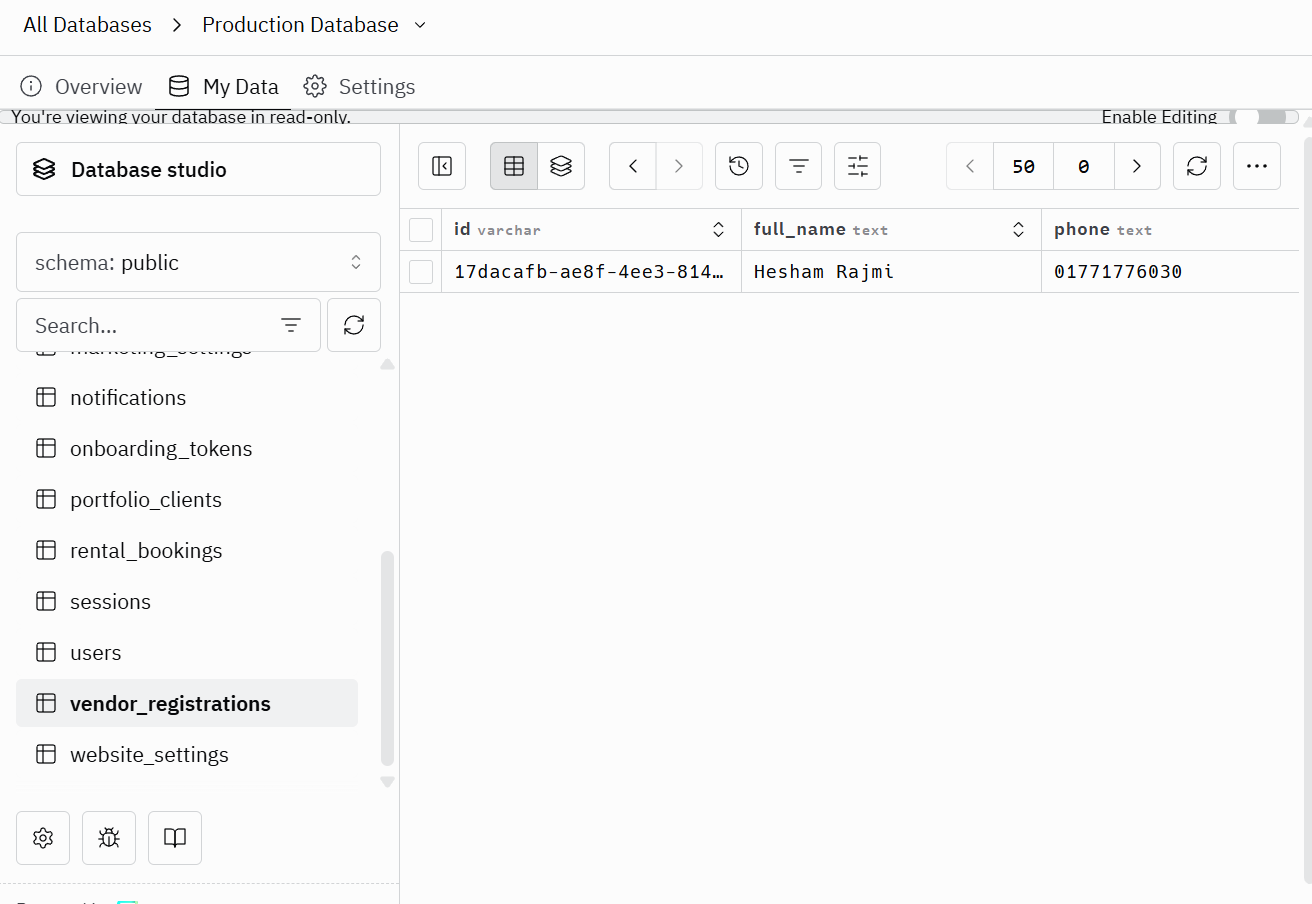 All Databases > Production Database
Overview My Data Settings
You're viewing your database in read-only. Enable Editing
Database studio
50 0
schema: public
id varchar full_name text phone text
17dacafb-ae8f-4ee3-814… Hesham Rajmi 01771776030
Search...
marketing_settings
notifications
onboarding_tokens
portfolio_clients
rental_bookings
sessions
users
vendor_registrations
website_settings